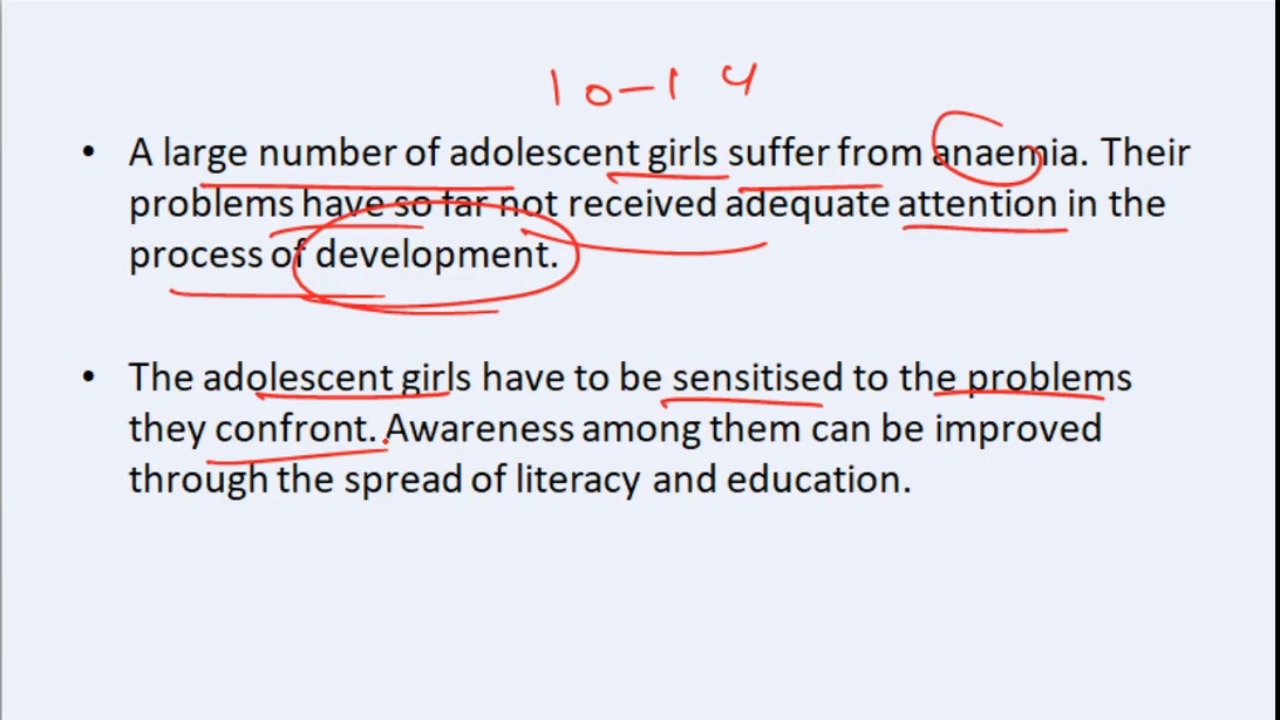 10-14
• A large number of adolescent girls suffer from anaemia. Their
problems have so far not received adequate attention in the
process of development.
• The adolescent girls have to be sensitised to the problems
they confront. Awareness among them can be improved
through the spread of literacy and education.